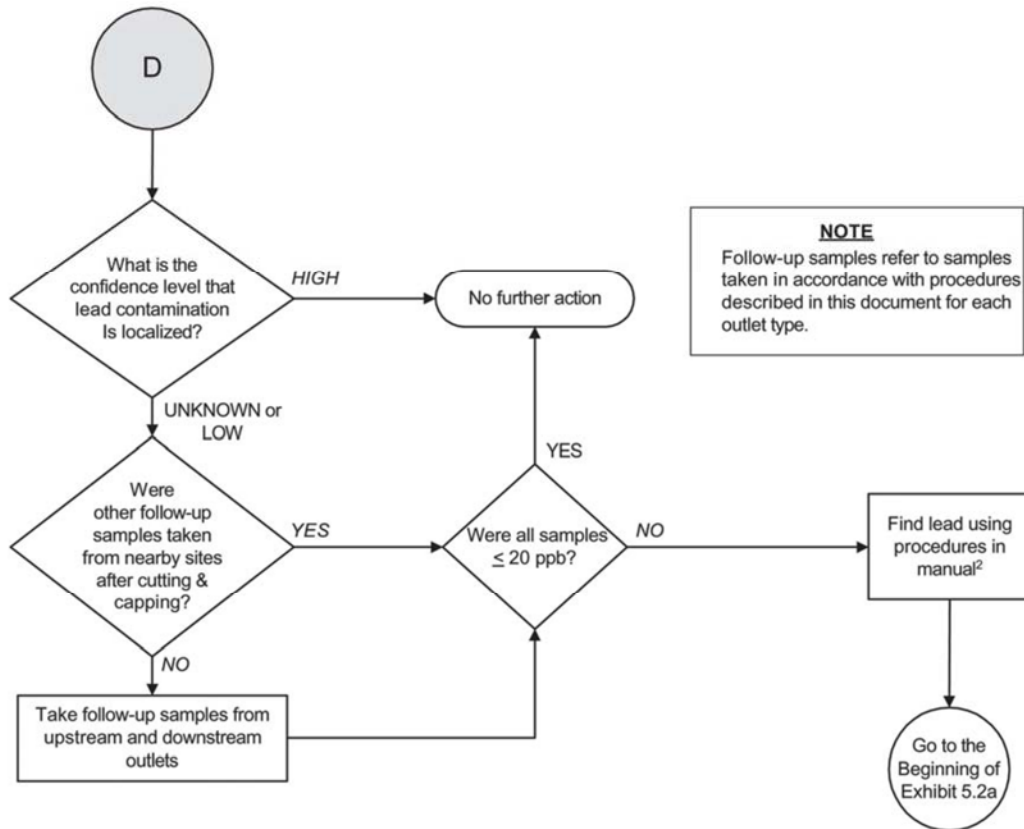 D
What is the
confidence level that
lead contamination
Is localized?
HIGH
No further action
NOTE
Follow-up samples refer to samples
taken in accordance with procedures
described in this document for each
outlet type.
UNKNOWN or
LOW
Were
other follow-up
samples taken
from nearby sites
after cutting &
capping?
YES
Were all samples
≤ 20 ppb?
YES
NO
Find lead using
procedures in
manual²
NO
Take follow-up samples from
upstream and downstream
outlets
Go to the
Beginning of
Exhibit 5.2a